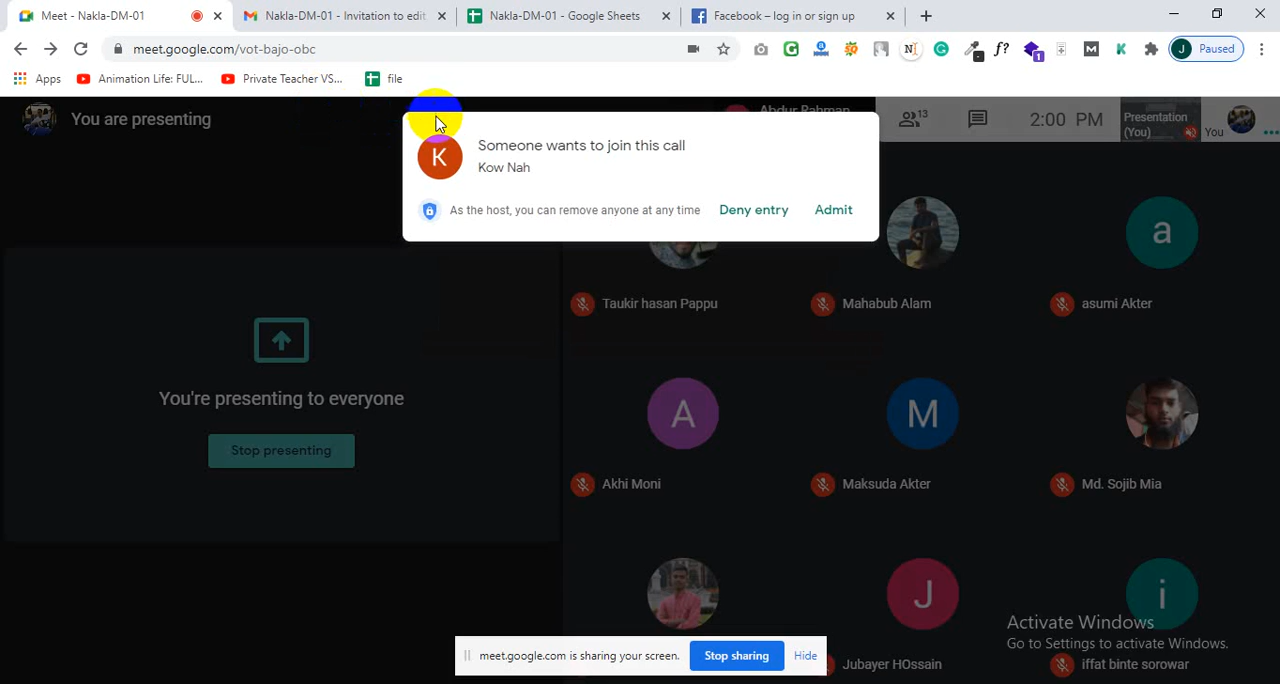 Meet - Nakla-DM-01
Nakla-DM-01 - Invitation to edit
Nakla-DM-01 - Google Sheets
Facebook – log in or sign up
meet.google.com/vot-bajo-obc
J
Paused
Apps
Animation Life: FUL...
Private Teacher VS...
file
You are presenting
Abdur Rahman
13
2:00 PM
Presentation
(You)
You
K
Someone wants to join this call
Kow Nah
As the host, you can remove anyone at any time
Deny entry
Admit
a
Taukir hasan Pappu
Mahabub Alam
asumi Akter
You're presenting to everyone
Stop presenting
A
M
Akhi Moni
Maksuda Akter
Md. Sojib Mia
J
i
Jubayer HOssain
iffat binte sorowar
Activate Windows
Go to Settings to activate Windows.
meet.google.com is sharing your screen.
Stop sharing
Hide